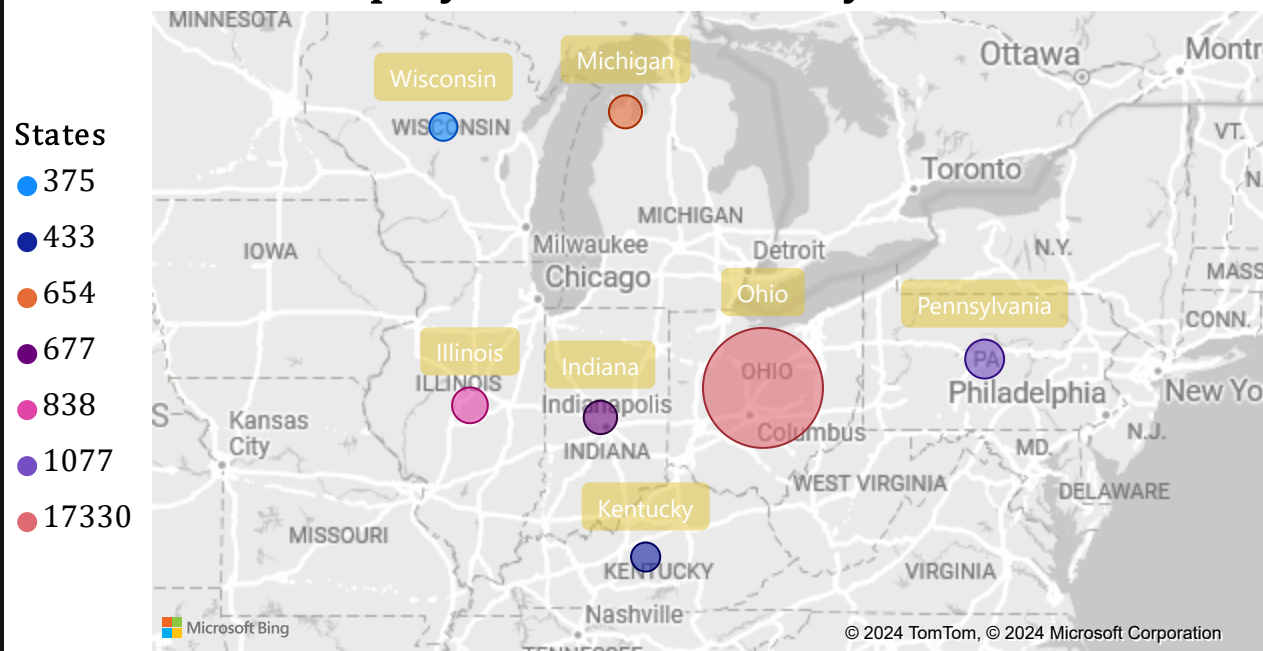 States
375
433
654
677
838
1077
17330
MINNESOTA
Ottawa
Michigan
Wisconsin
WISCONSIN
VT.
Toronto
MICHIGAN
IOWA
Milwaukee
Detroit
N.Y.
MASS
Chicago
Ohio
Pennsylvania
CONN.
Illinois
Indiana
PA
OHIO
ILLINOIS
Indianapolis
Philadelphia
New Yo
Kansas
City
Columbus
N.J.
INDIANA
MD.
WEST VIRGINIA
DELAWARE
Kentucky
MISSOURI
KENTUCKY
VIRGINIA
Nashville
Microsoft Bing
© 2024 TomTom, © 2024 Microsoft Corporation